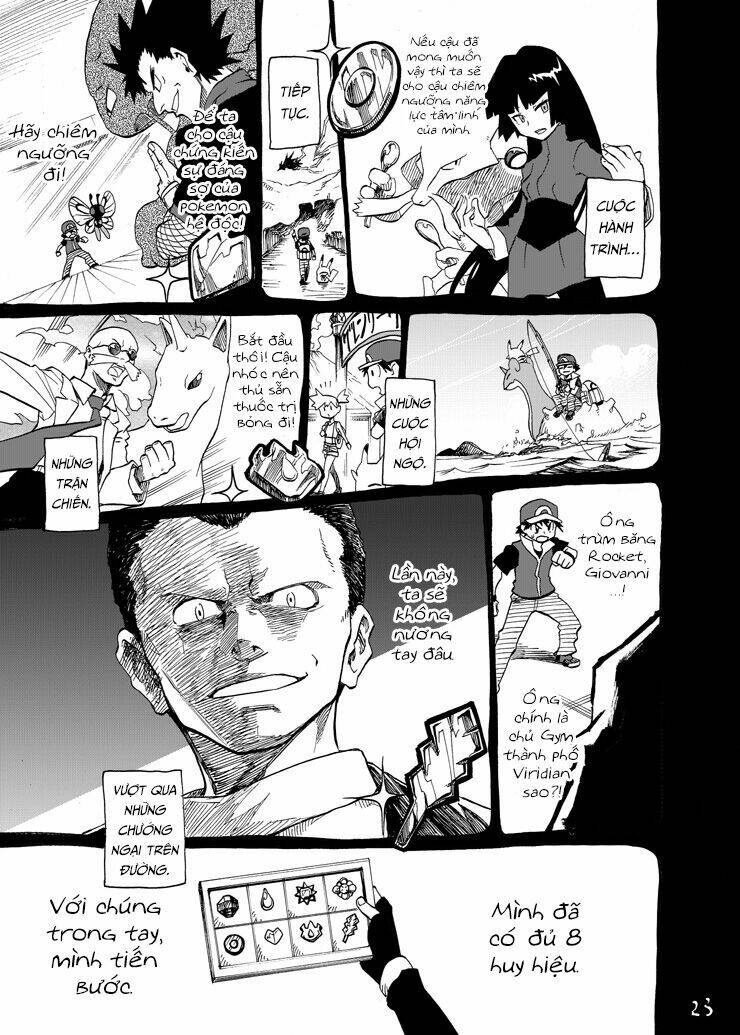 Nếu cậu đã
mong muốn
vậy thì ta sẽ
cho cậu chiêm
ngưỡng năng
lực tâm linh
của mình
CUỘC
HÀNH
TRÌNH...
TIẾP
TỤC.
Để ta
cho cậu
chứng kiến
sự đáng
sợ của
pokemon
hệ độc!
Hãy chiêm
ngưỡng
đi!
NHỮNG
CUỘC
HỘI
NGỘ.
Bắt đầu
thôi! Cậu
nhóc nên
thủ sẵn
thuốc trị
bỏng đi!
NHỮNG
TRẬN
CHIẾN.
Ông
trùm băng
Rocket,
Giovanni
...!
Ông
chính là
chủ Gym
thành phố
Viridian
sao?!
Lần này,
ta sẽ
không
nương
tay đâu.
VƯỢT QUA
NHỮNG
CHƯỚNG
NGẠI TRÊN
ĐƯỜNG.
Mình đã
có đủ 8
huy hiệu.
Với chúng
trong tay,
mình tiến
bước.
23